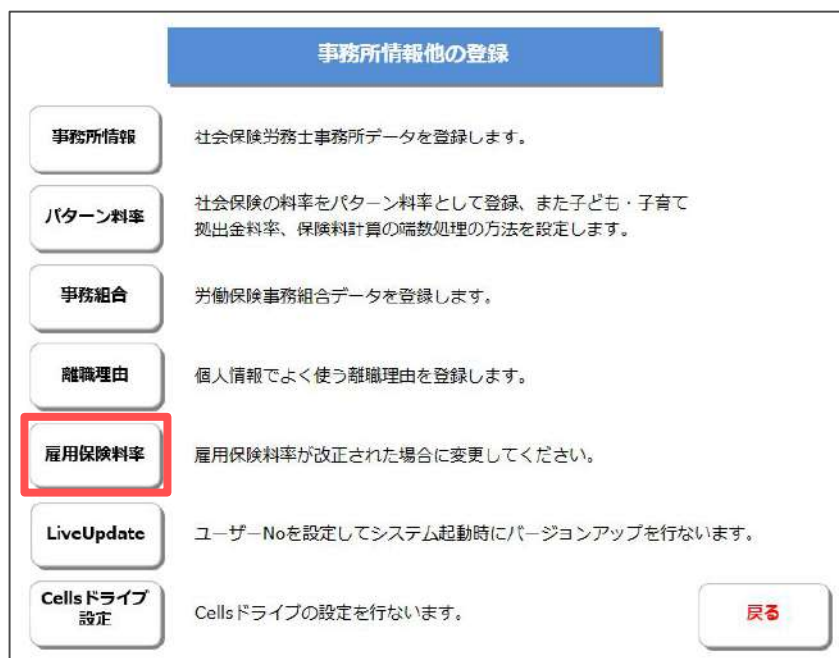 事務所情報他の登録
事務所情報
社会保険労務士事務所データを登録します。
パターン料率
社会保険の料率をパターン料率として登録、また子ども・子育て
拠出金料率、保険料計算の端数処理の方法を設定します。
事務組合
労働保険事務組合データを登録します。
離職理由
個人情報でよく使う離職理由を登録します。
雇用保険料率
雇用保険料率が改正された場合に変更してください。
LiveUpdate
ユーザーNoを設定してシステム起動時にバージョンアップを行ないます。
Cellsドライブ
設定
Cellsドライブの設定を行ないます。
戻る